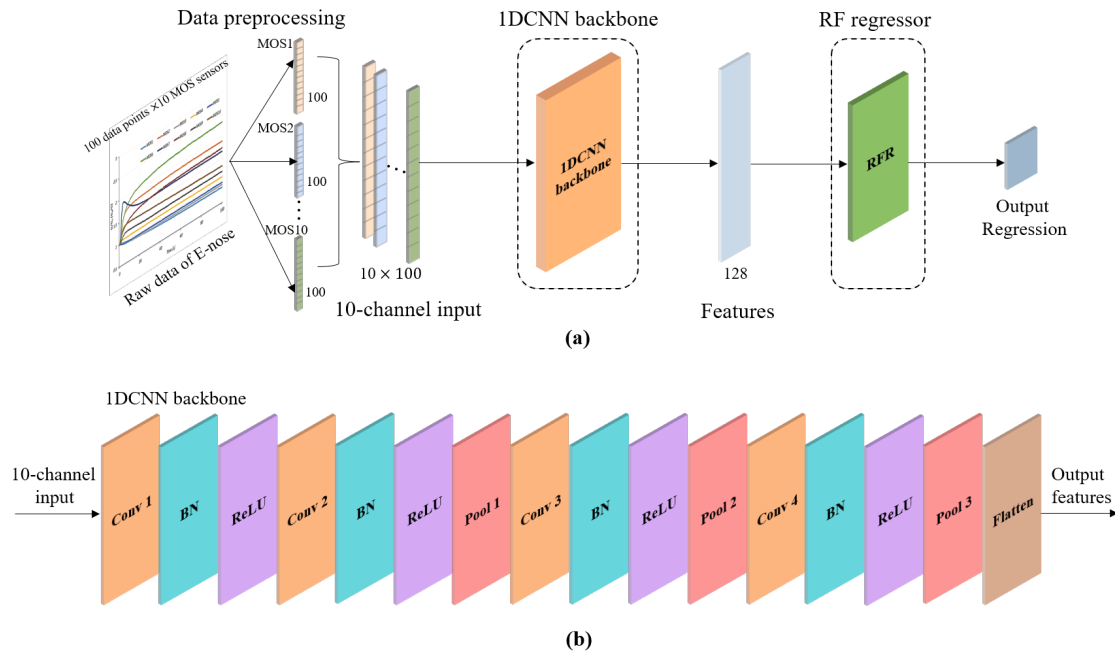 Data preprocessing
1DCNN backbone
RF regressor
MOS1
100
MOS2
100
MOS10
100
100 data points ×10 MOS sensors
Raw data of E-nose
10 × 100
10-channel input
1DCNN
backbone
128
Features
RFR
Output
Regression
(a)
1DCNN backbone
10-channel
input
Conv 1
BN
ReLU
Conv 2
BN
ReLU
Pool 1
Conv 3
BN
ReLU
Pool 2
Conv 4
BN
ReLU
Pool 3
Flatten
Output
features
(b)